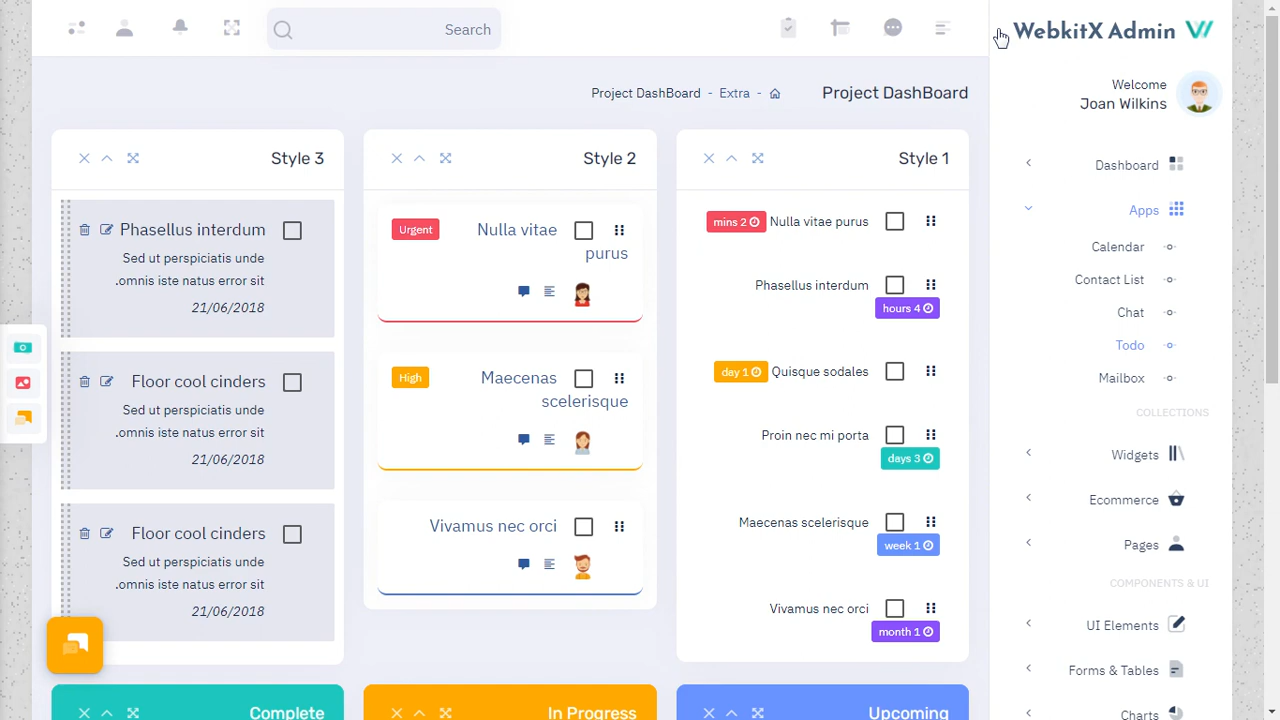 WebkitX Admin
Search
Welcome
Joan Wilkins
Project DashBoard
Project DashBoard - Extra -
Dashboard
Apps
Calendar
Contact List
Chat
Todo
Mailbox
COLLECTIONS
Widgets
Ecommerce
Pages
COMPONENTS & UI
UI Elements
Forms & Tables
Charts
Style 1
Nulla vitae purus
mins 2
Phasellus interdum
hours 4
Quisque sodales
day 1
Proin nec mi porta
days 3
Maecenas scelerisque
week 1
Vivamus nec orci
month 1
Style 2
Urgent
Nulla vitae
purus
High
Maecenas
scelerisque
Vivamus nec orci
Style 3
Phasellus interdum
Sed ut perspiciatis unde
.omnis iste natus error sit
21/06/2018
Floor cool cinders
Sed ut perspiciatis unde
.omnis iste natus error sit
21/06/2018
Floor cool cinders
Sed ut perspiciatis unde
.omnis iste natus error sit
21/06/2018
Upcoming
In Progress
Complete